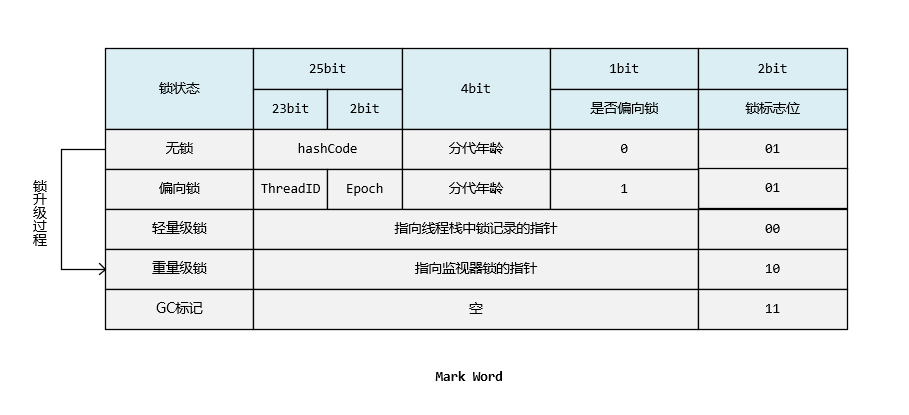 锁状态
25bit
4bit
1bit
2bit
23bit
2bit
是否偏向锁
锁标志位
无锁
hashCode
分代年龄
0
01
偏向锁
ThreadID
Epoch
分代年龄
1
01
轻量级锁
指向线程栈中锁记录的指针
00
重量级锁
指向监视器锁的指针
10
GC标记
空
11
锁升级过程
Mark Word